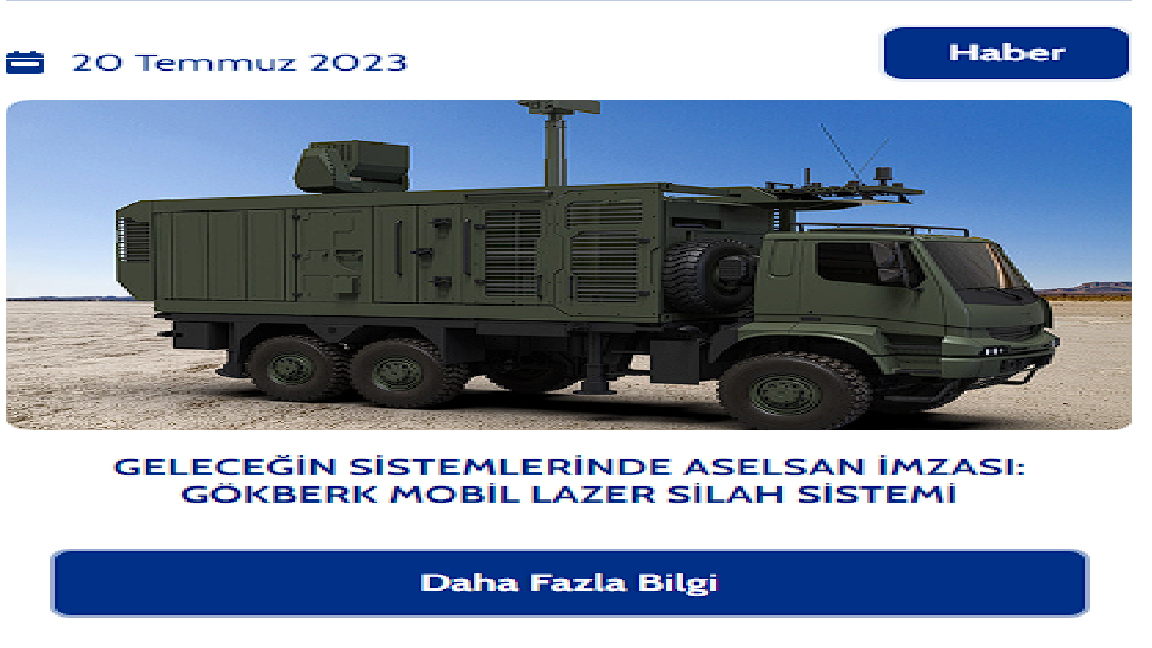 20 Temmuz 2023
Haber
GELECEĞİN SİSTEMLERİNDE ASELSAN İMZASI:
GÖKBERK MOBİL LAZER SİLAH SİSTEMİ
Daha Fazla Bilgi